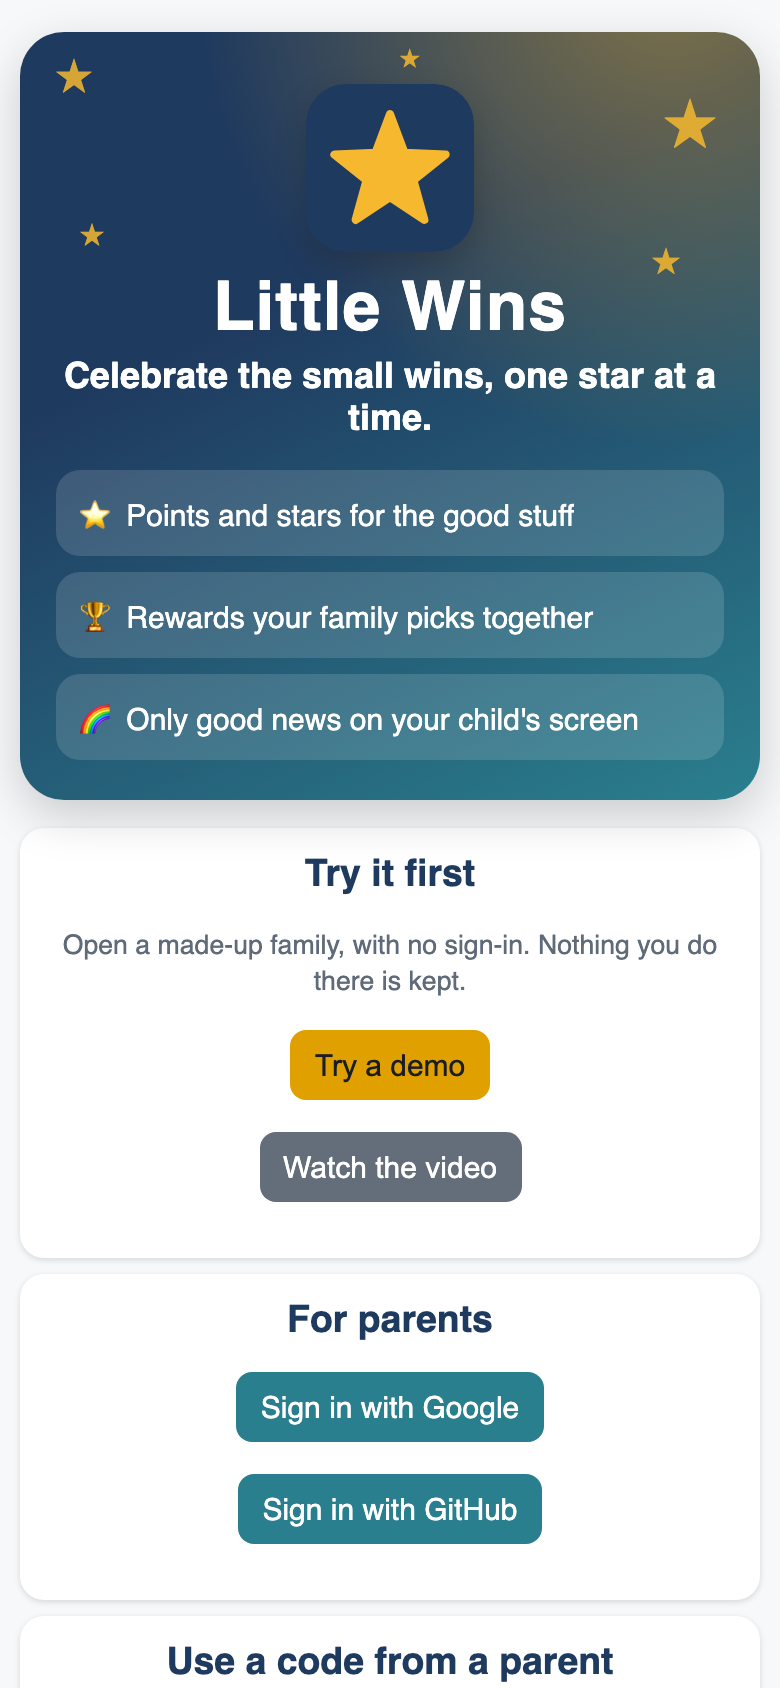 Little Wins
Celebrate the small wins, one star at a
time.
Points and stars for the good stuff
Rewards your family picks together
Only good news on your child's screen
Try it first
Open a made-up family, with no sign-in. Nothing you do
there is kept.
Try a demo
Watch the video
For parents
Sign in with Google
Sign in with GitHub
Use a code from a parent